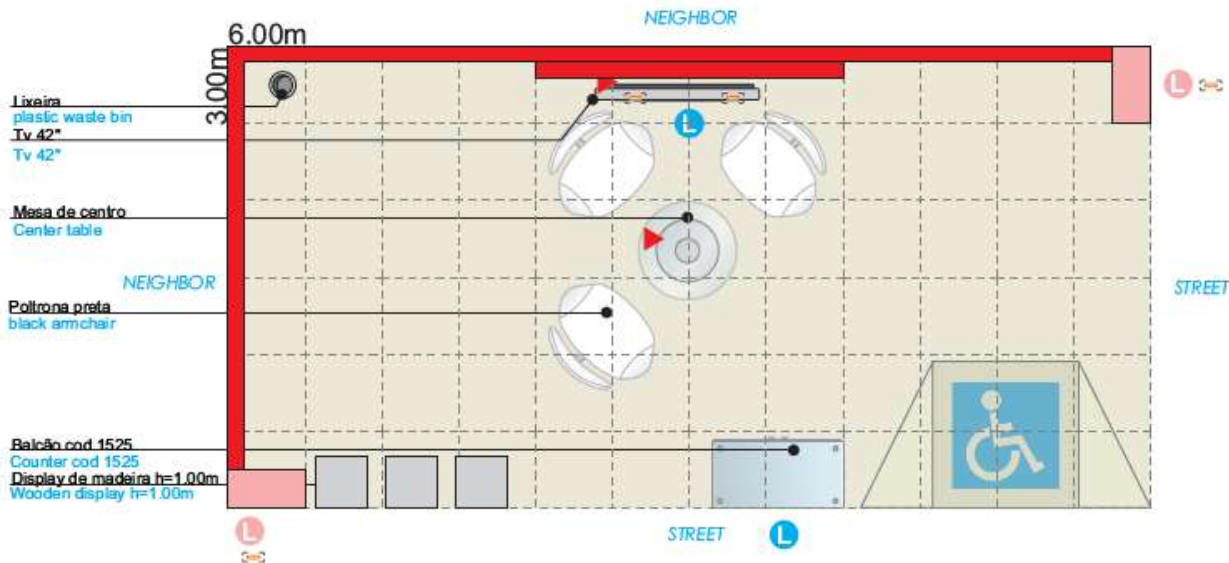 NEIGHBOR
6.00m
3.00m
L
Lixeira
plastic waste bin
Tv 42"
Tv 42"
L
Mesa de centro
Center table
NEIGHBOR
STREET
Poltrona preta
black armchair
Balcão cod 1525
Counter cod 1525
Display de madeira h=1.00m
Wooden display h=1.00m
L
STREET
L